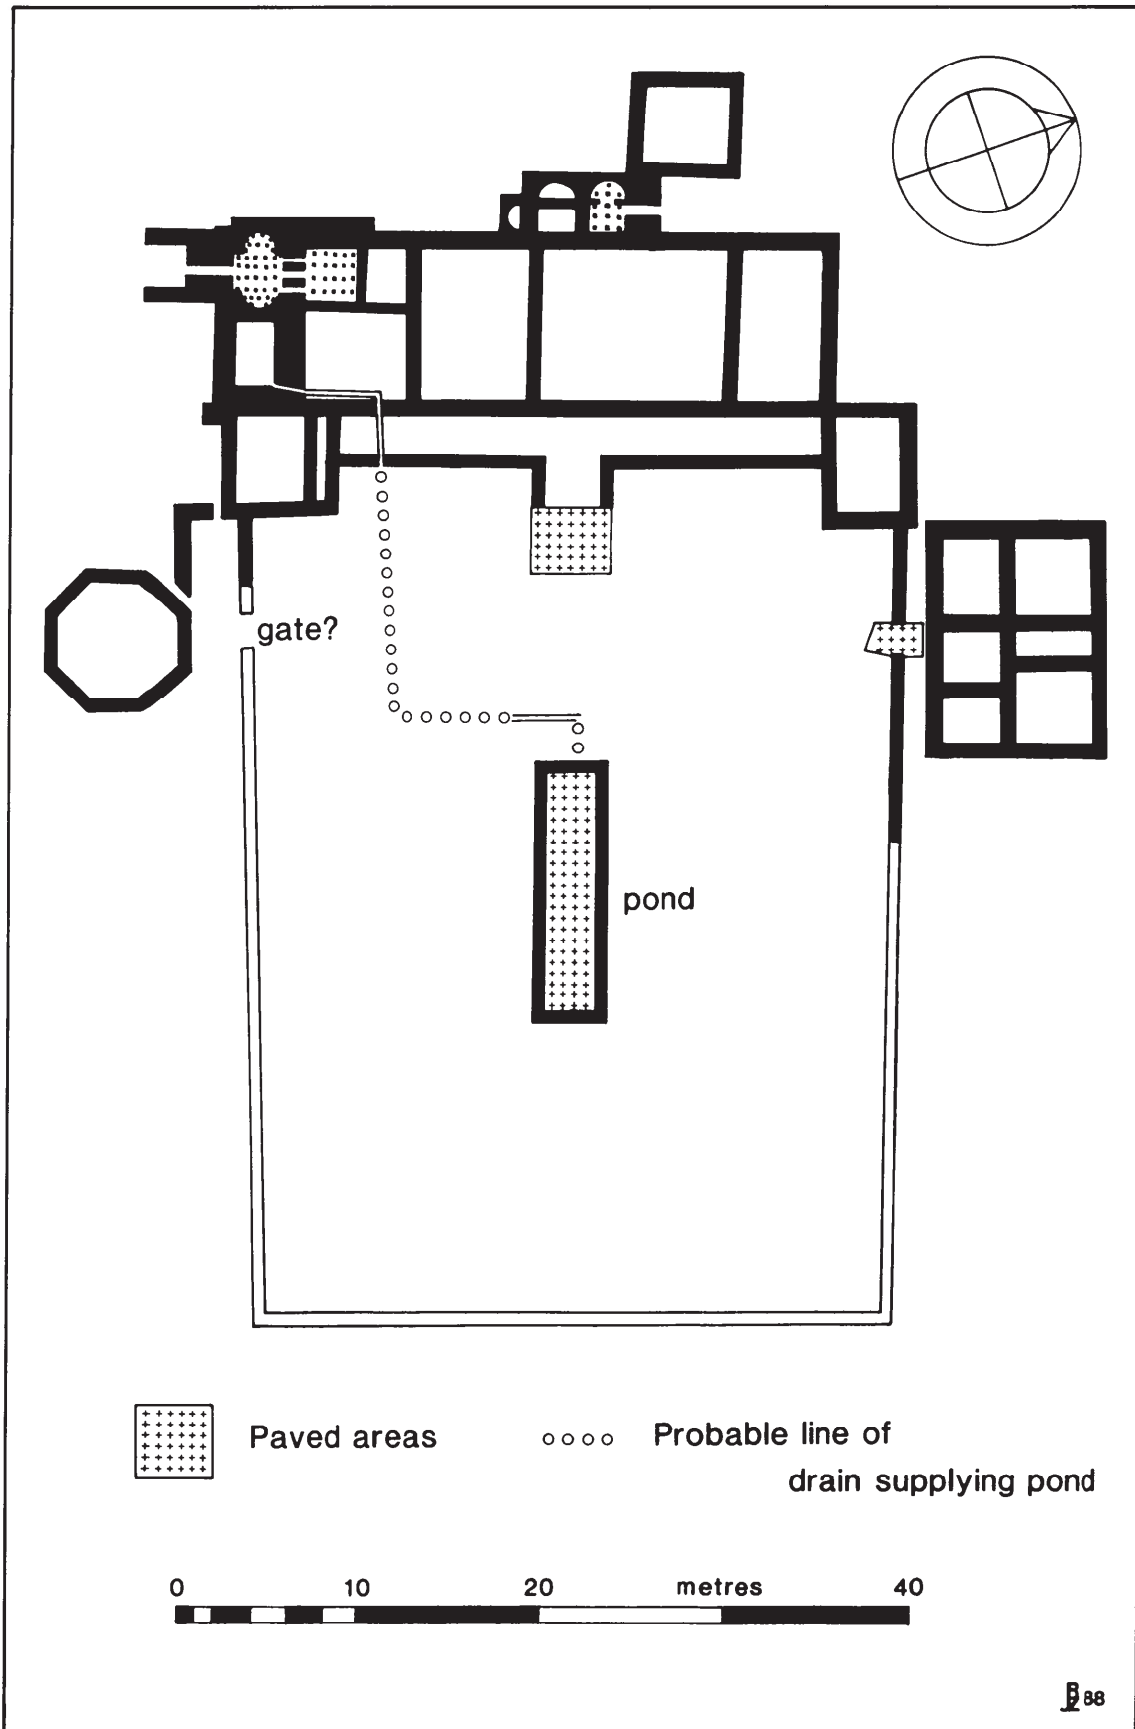 gate?
pond
Paved areas
Probable line of
drain supplying pond
0 10 20 metres 40
88